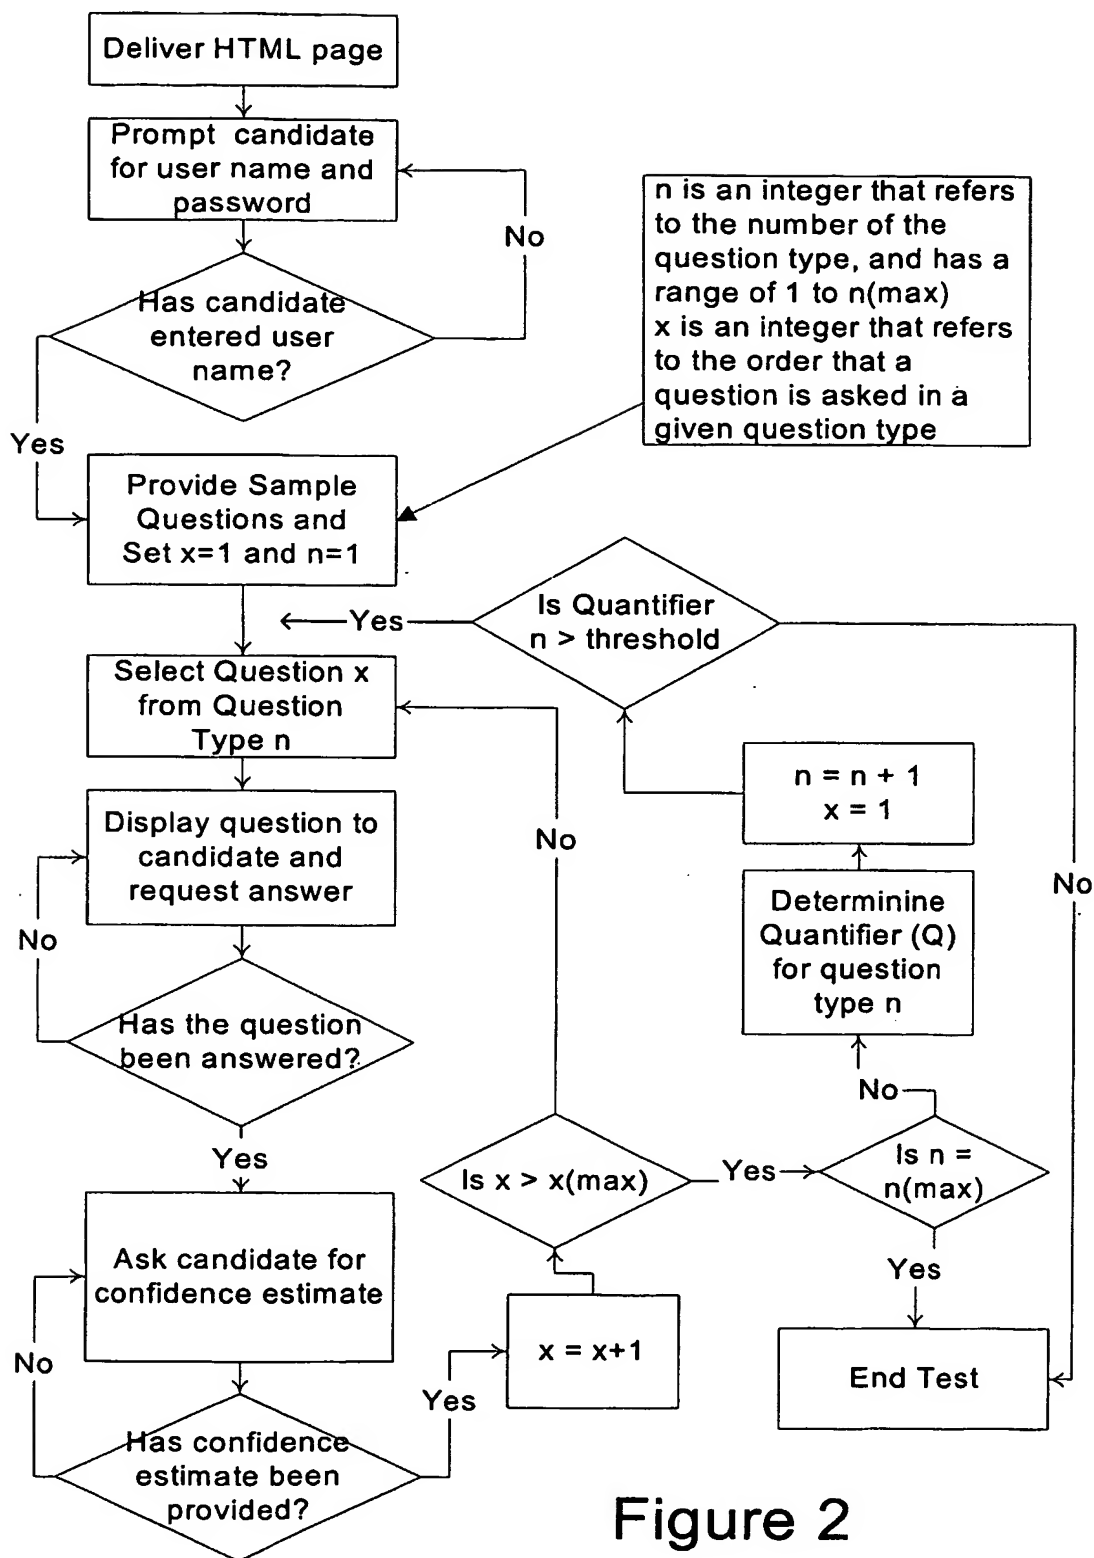 Deliver HTML page
Prompt candidate
for user name and
password
No
Has candidate
entered user
name?
Yes
n is an integer that refers
to the number of the
question type, and has a
range of 1 to n(max)
x is an integer that refers
to the order that a
question is asked in a
given question type
Provide Sample
Questions and
Set x=1 and n=1
Is Quantifier
n > threshold
Yes
No
Select Question x
from Question
Type n
No
n = n + 1
x = 1
Display question to
candidate and
request answer
No
Determinine
Quantifier (Q)
for question
type n
Has the question
been answered?
Yes
No
Is x > x(max)
Yes
Is n =
n(max)
Yes
Ask candidate for
confidence estimate
No
x = x+1
Yes
End Test
Has confidence
estimate been
provided?
Figure 2